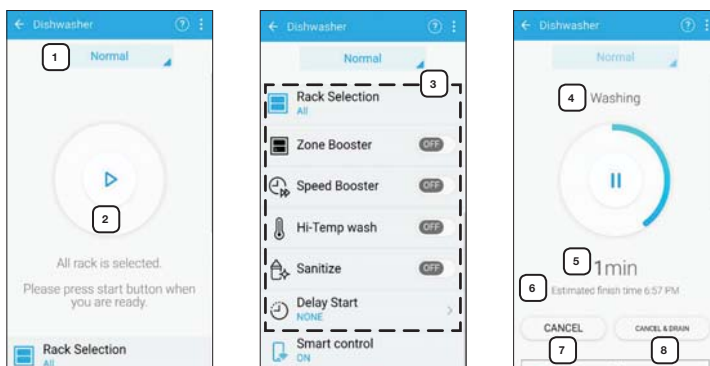 Dishwasher
1
Normal
2
All rack is selected.
Please press start button when
you are ready.
Rack Selection
All
Dishwasher
Normal
3
Rack Selection
All
Zone Booster
OFF
Speed Booster
OFF
Hi-Temp wash
OFF
Sanitize
OFF
Delay Start
NONE
Smart control
ON
Dishwasher
Normal
4
Washing
5
1min
6
Estimated finish time 6:57 PM
CANCEL
CANCEL & DRAIN
7
8